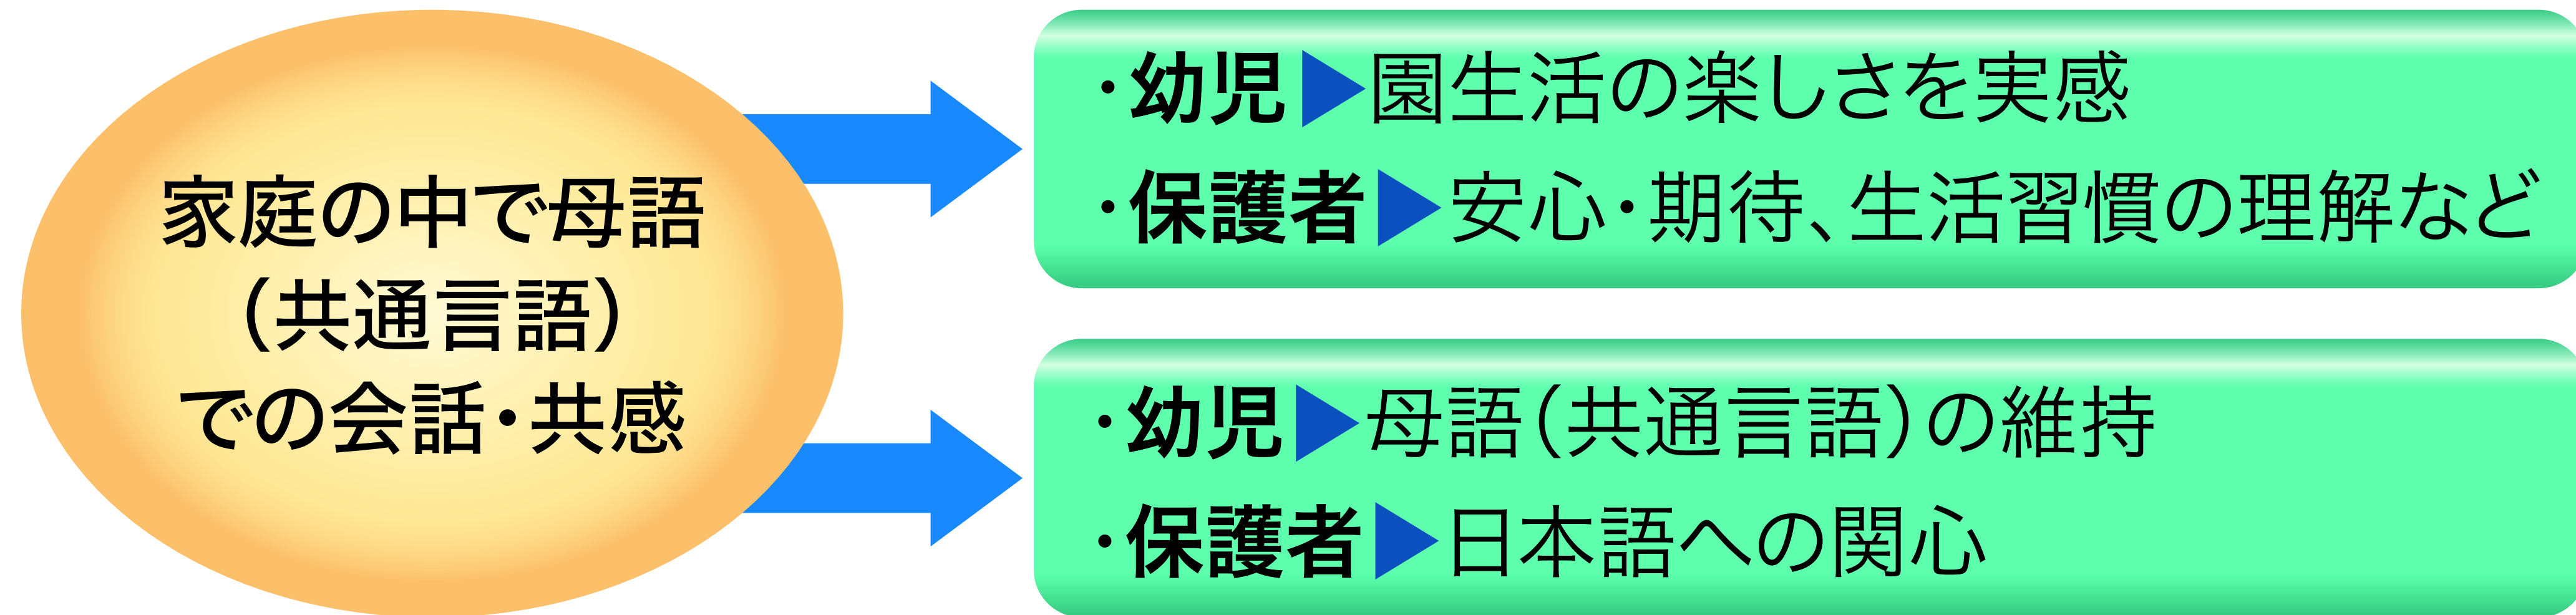 家庭の中で母語
（共通言語）
での会話・共感
・幼児▶園生活の楽しさを実感
・保護者▶安心・期待、生活習慣の理解など
・幼児▶母語（共通言語）の維持
・保護者▶日本語への関心